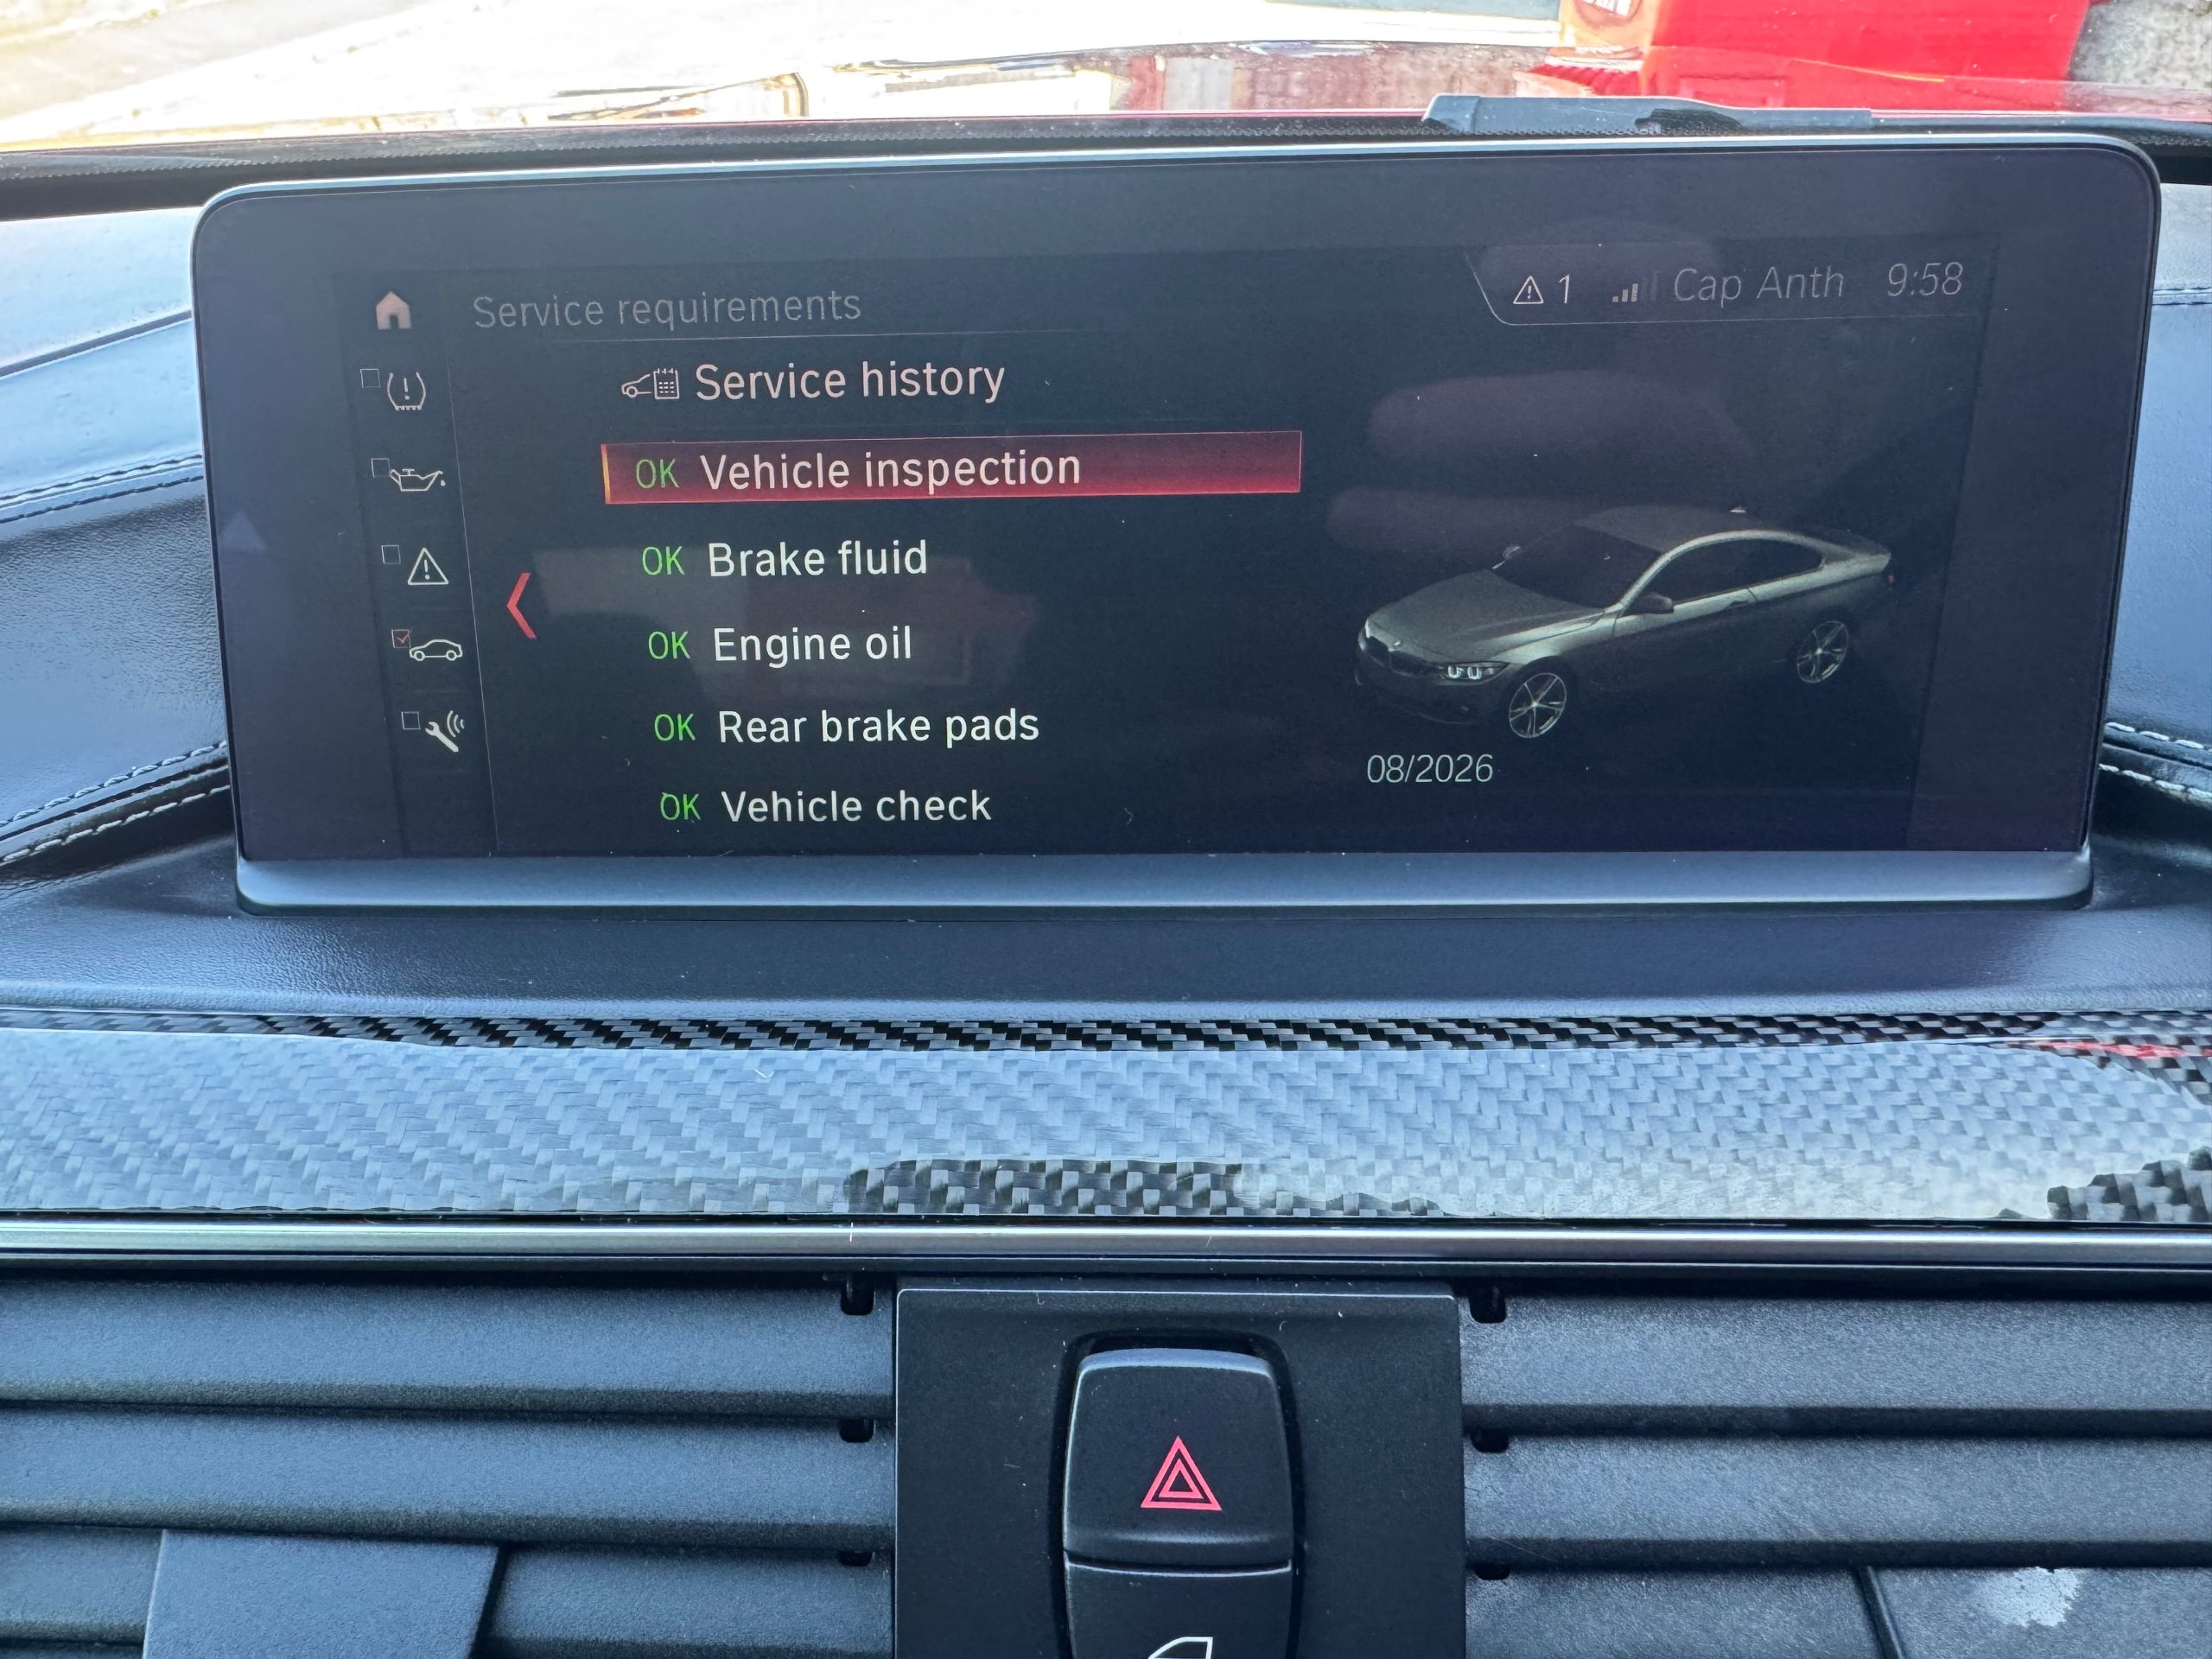 Service requirements
1 Cap Anth 9:58
Service history
OK Vehicle inspection
OK Brake fluid
OK Engine oil
OK Rear brake pads
OK Vehicle check
08/2026